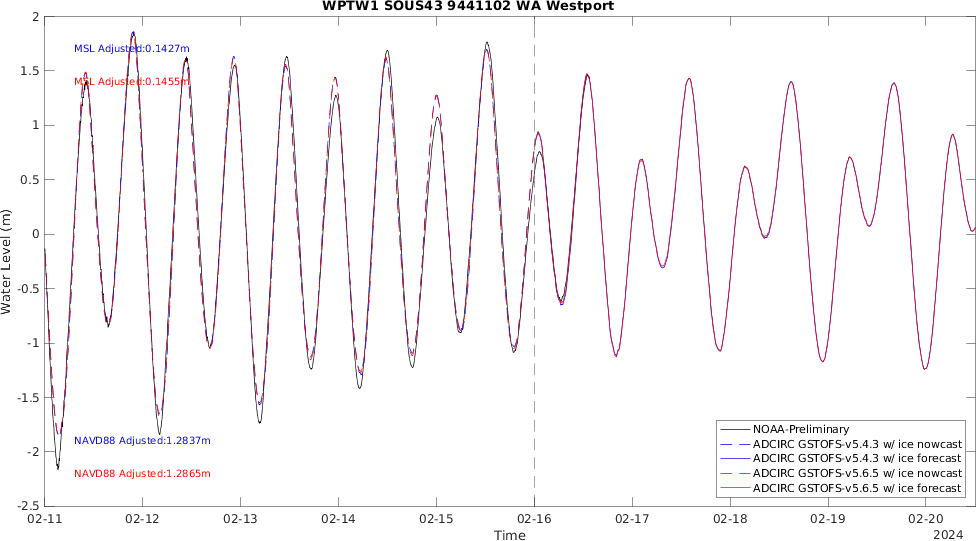 WPTW1 SOUS43 9441102 WA Westport
2
1.5
1
0.5
0
-0.5
-1
-1.5
-2
-2.5
Water Level (m)
MSL Adjusted:0.1427m
MSL Adjusted:0.1455m
NAVD88 Adjusted:1.2837m
NAVD88 Adjusted:1.2865m
NOAA-Preliminary
ADCIRC GSTOFS-v5.4.3 w/ ice nowcast
ADCIRC GSTOFS-v5.4.3 w/ ice forecast
ADCIRC GSTOFS-v5.6.5 w/ ice nowcast
ADCIRC GSTOFS-v5.6.5 w/ ice forecast
02-11 02-12 02-13 02-14 02-15 02-16 02-17 02-18 02-19 02-20
Time
2024